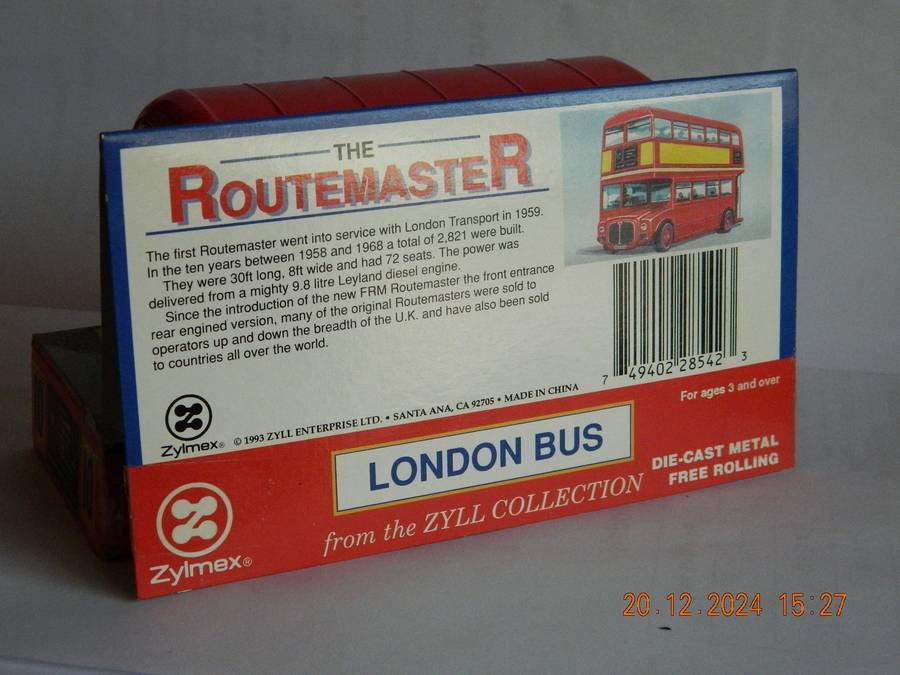 THE
ROUTEMASTER
The first Routemaster went into service with London Transport in 1959.
In the ten years between 1958 and 1968 a total of 2,821 were built.
They were 30ft long, 8ft wide and had 72 seats. The power was
delivered from a mighty 9.8 litre Leyland diesel engine.
Since the introduction of the new FRM Routemaster the front entrance
rear engined version, many of the original Routemasters were sold to
operators up and down the breadth of the U.K. and have also been sold
to countries all over the world.
7 49402 28542 3
For ages 3 and over
Zylmex®
© 1993 ZYLL ENTERPRISE LTD. • SANTA ANA, CA 92705 • MADE IN CHINA
LONDON BUS
DIE-CAST METAL
FREE ROLLING
from the ZYLL COLLECTION
Zylmex®
20.12.2024 15:27